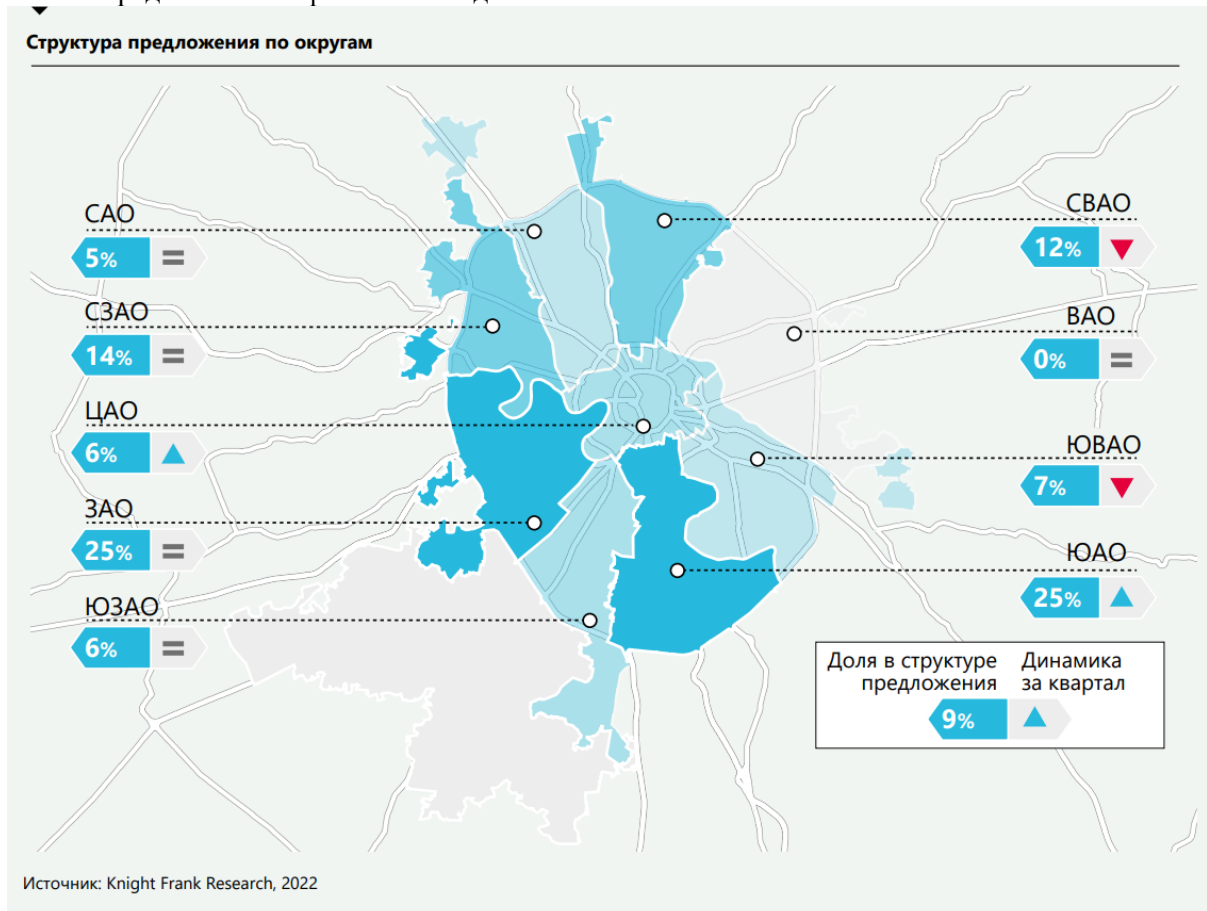 Структура предложения по округам
САО
5% =
СЗАО
14% =
ЦАО
6% ▲
ЗАО
25% =
ЮЗАО
6% =
СВАО
12% ▼
ВАО
0% =
ЮВАО
7% ▼
ЮАО
25% ▲
Доля в структуре предложения
Динамика за квартал
9% ▲
Источник: Knight Frank Research, 2022